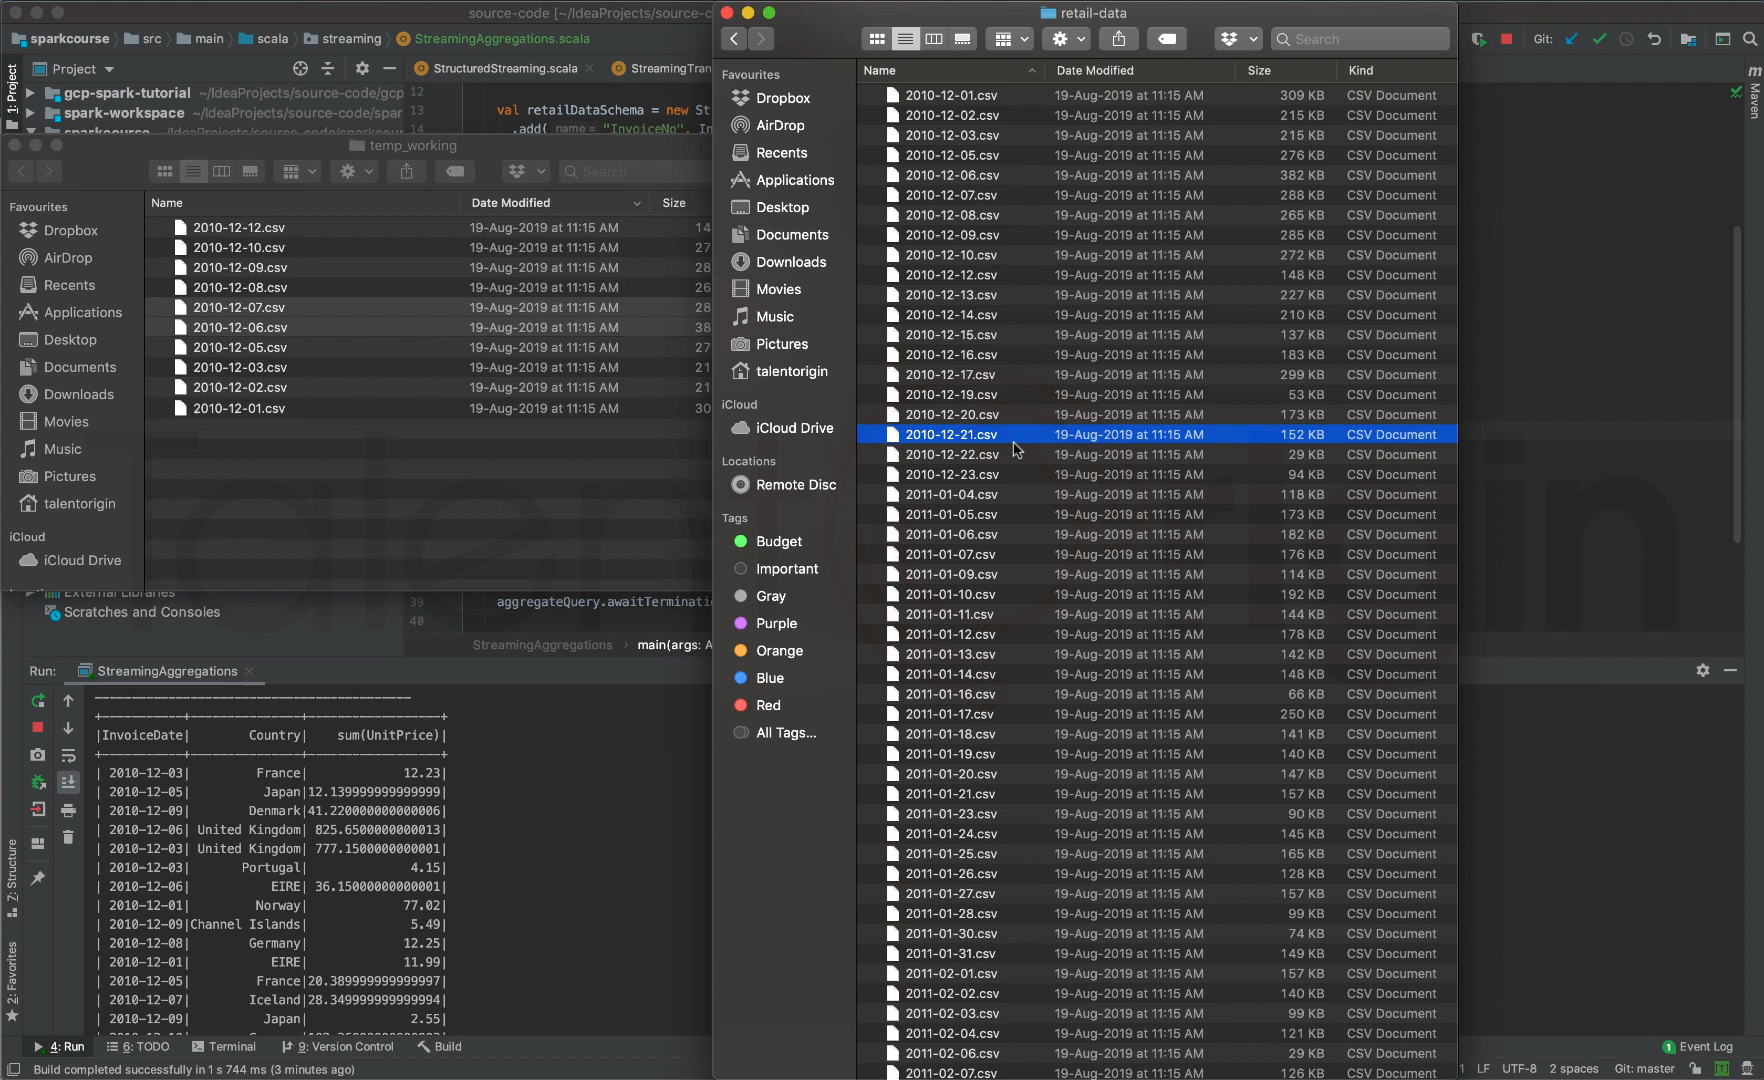 source-code [~/IdeaProjects/source-c
sparkcourse
src
main
scala
streaming
StreamingAggregations.scala
Git:
1: Project
Project
StructuredStreaming.scala
StreamingTran
Maven
gcp-spark-tutorial ~/IdeaProjects/source-code/gcp
spark-workspace ~/IdeaProjects/source-code/spar
12
13
14
val retailDataSchema = new St
.add( name = "InvoiceNo", In
temp_working
Search
Favourites
Dropbox
AirDrop
Recents
Applications
Desktop
Documents
Downloads
Movies
Music
Pictures
talentorigin
iCloud
iCloud Drive
Name Date Modified Size
2010-12-12.csv 19-Aug-2019 at 11:15 AM 14
2010-12-10.csv 19-Aug-2019 at 11:15 AM 27
2010-12-09.csv 19-Aug-2019 at 11:15 AM 28
2010-12-08.csv 19-Aug-2019 at 11:15 AM 26
2010-12-07.csv 19-Aug-2019 at 11:15 AM 28
2010-12-06.csv 19-Aug-2019 at 11:15 AM 38
2010-12-05.csv 19-Aug-2019 at 11:15 AM 27
2010-12-03.csv 19-Aug-2019 at 11:15 AM 21
2010-12-02.csv 19-Aug-2019 at 11:15 AM 21
2010-12-01.csv 19-Aug-2019 at 11:15 AM 30
External Libraries
Scratches and Consoles
39
40
aggregateQuery.awaitTerminati
StreamingAggregations › main(args: A
retail-data
Search
Favourites
Dropbox
AirDrop
Recents
Applications
Desktop
Documents
Downloads
Movies
Music
Pictures
talentorigin
iCloud
iCloud Drive
Locations
Remote Disc
Tags
Budget
Important
Gray
Purple
Orange
Blue
Red
All Tags...
Name Date Modified Size Kind
2010-12-01.csv 19-Aug-2019 at 11:15 AM 309 KB CSV Document
2010-12-02.csv 19-Aug-2019 at 11:15 AM 215 KB CSV Document
2010-12-03.csv 19-Aug-2019 at 11:15 AM 215 KB CSV Document
2010-12-05.csv 19-Aug-2019 at 11:15 AM 276 KB CSV Document
2010-12-06.csv 19-Aug-2019 at 11:15 AM 382 KB CSV Document
2010-12-07.csv 19-Aug-2019 at 11:15 AM 288 KB CSV Document
2010-12-08.csv 19-Aug-2019 at 11:15 AM 265 KB CSV Document
2010-12-09.csv 19-Aug-2019 at 11:15 AM 285 KB CSV Document
2010-12-10.csv 19-Aug-2019 at 11:15 AM 272 KB CSV Document
2010-12-12.csv 19-Aug-2019 at 11:15 AM 148 KB CSV Document
2010-12-13.csv 19-Aug-2019 at 11:15 AM 227 KB CSV Document
2010-12-14.csv 19-Aug-2019 at 11:15 AM 210 KB CSV Document
2010-12-15.csv 19-Aug-2019 at 11:15 AM 137 KB CSV Document
2010-12-16.csv 19-Aug-2019 at 11:15 AM 183 KB CSV Document
2010-12-17.csv 19-Aug-2019 at 11:15 AM 299 KB CSV Document
2010-12-19.csv 19-Aug-2019 at 11:15 AM 53 KB CSV Document
2010-12-20.csv 19-Aug-2019 at 11:15 AM 173 KB CSV Document
2010-12-21.csv 19-Aug-2019 at 11:15 AM 152 KB CSV Document
2010-12-22.csv 19-Aug-2019 at 11:15 AM 29 KB CSV Document
2010-12-23.csv 19-Aug-2019 at 11:15 AM 94 KB CSV Document
2011-01-04.csv 19-Aug-2019 at 11:15 AM 118 KB CSV Document
2011-01-05.csv 19-Aug-2019 at 11:15 AM 173 KB CSV Document
2011-01-06.csv 19-Aug-2019 at 11:15 AM 182 KB CSV Document
2011-01-07.csv 19-Aug-2019 at 11:15 AM 176 KB CSV Document
2011-01-09.csv 19-Aug-2019 at 11:15 AM 114 KB CSV Document
2011-01-10.csv 19-Aug-2019 at 11:15 AM 192 KB CSV Document
2011-01-11.csv 19-Aug-2019 at 11:15 AM 144 KB CSV Document
2011-01-12.csv 19-Aug-2019 at 11:15 AM 178 KB CSV Document
2011-01-13.csv 19-Aug-2019 at 11:15 AM 142 KB CSV Document
2011-01-14.csv 19-Aug-2019 at 11:15 AM 148 KB CSV Document
2011-01-16.csv 19-Aug-2019 at 11:15 AM 66 KB CSV Document
2011-01-17.csv 19-Aug-2019 at 11:15 AM 250 KB CSV Document
2011-01-18.csv 19-Aug-2019 at 11:15 AM 141 KB CSV Document
2011-01-19.csv 19-Aug-2019 at 11:15 AM 140 KB CSV Document
2011-01-20.csv 19-Aug-2019 at 11:15 AM 147 KB CSV Document
2011-01-21.csv 19-Aug-2019 at 11:15 AM 157 KB CSV Document
2011-01-23.csv 19-Aug-2019 at 11:15 AM 90 KB CSV Document
2011-01-24.csv 19-Aug-2019 at 11:15 AM 145 KB CSV Document
2011-01-25.csv 19-Aug-2019 at 11:15 AM 165 KB CSV Document
2011-01-26.csv 19-Aug-2019 at 11:15 AM 128 KB CSV Document
2011-01-27.csv 19-Aug-2019 at 11:15 AM 157 KB CSV Document
2011-01-28.csv 19-Aug-2019 at 11:15 AM 99 KB CSV Document
2011-01-30.csv 19-Aug-2019 at 11:15 AM 74 KB CSV Document
2011-01-31.csv 19-Aug-2019 at 11:15 AM 149 KB CSV Document
2011-02-01.csv 19-Aug-2019 at 11:15 AM 157 KB CSV Document
2011-02-02.csv 19-Aug-2019 at 11:15 AM 140 KB CSV Document
2011-02-03.csv 19-Aug-2019 at 11:15 AM 99 KB CSV Document
2011-02-04.csv 19-Aug-2019 at 11:15 AM 121 KB CSV Document
2011-02-06.csv 19-Aug-2019 at 11:15 AM 29 KB CSV Document
2011-02-07.csv 19-Aug-2019 at 11:15 AM 126 KB CSV Document
Run: StreamingAggregations
|InvoiceDate| Country| sum(UnitPrice)|
| 2010-12-03| France| 12.23|
| 2010-12-05| Japan|12.139999999999999|
| 2010-12-09| Denmark|41.220000000000006|
| 2010-12-06| United Kingdom| 825.6500000000013|
| 2010-12-03| United Kingdom| 777.1500000000001|
| 2010-12-03| Portugal| 4.15|
| 2010-12-06| EIRE| 36.15000000000001|
| 2010-12-01| Norway| 77.02|
| 2010-12-09|Channel Islands| 5.49|
| 2010-12-08| Germany| 12.25|
| 2010-12-01| EIRE| 11.99|
| 2010-12-05| France|20.389999999999997|
| 2010-12-07| Iceland|28.349999999999994|
| 2010-12-09| Japan| 2.55|
7: Structure
2: Favorites
4: Run
6: TODO
Terminal
9: Version Control
Build
1 Event Log
Build completed successfully in 1 s 744 ms (3 minutes ago)
LF UTF-8 2 spaces Git: master